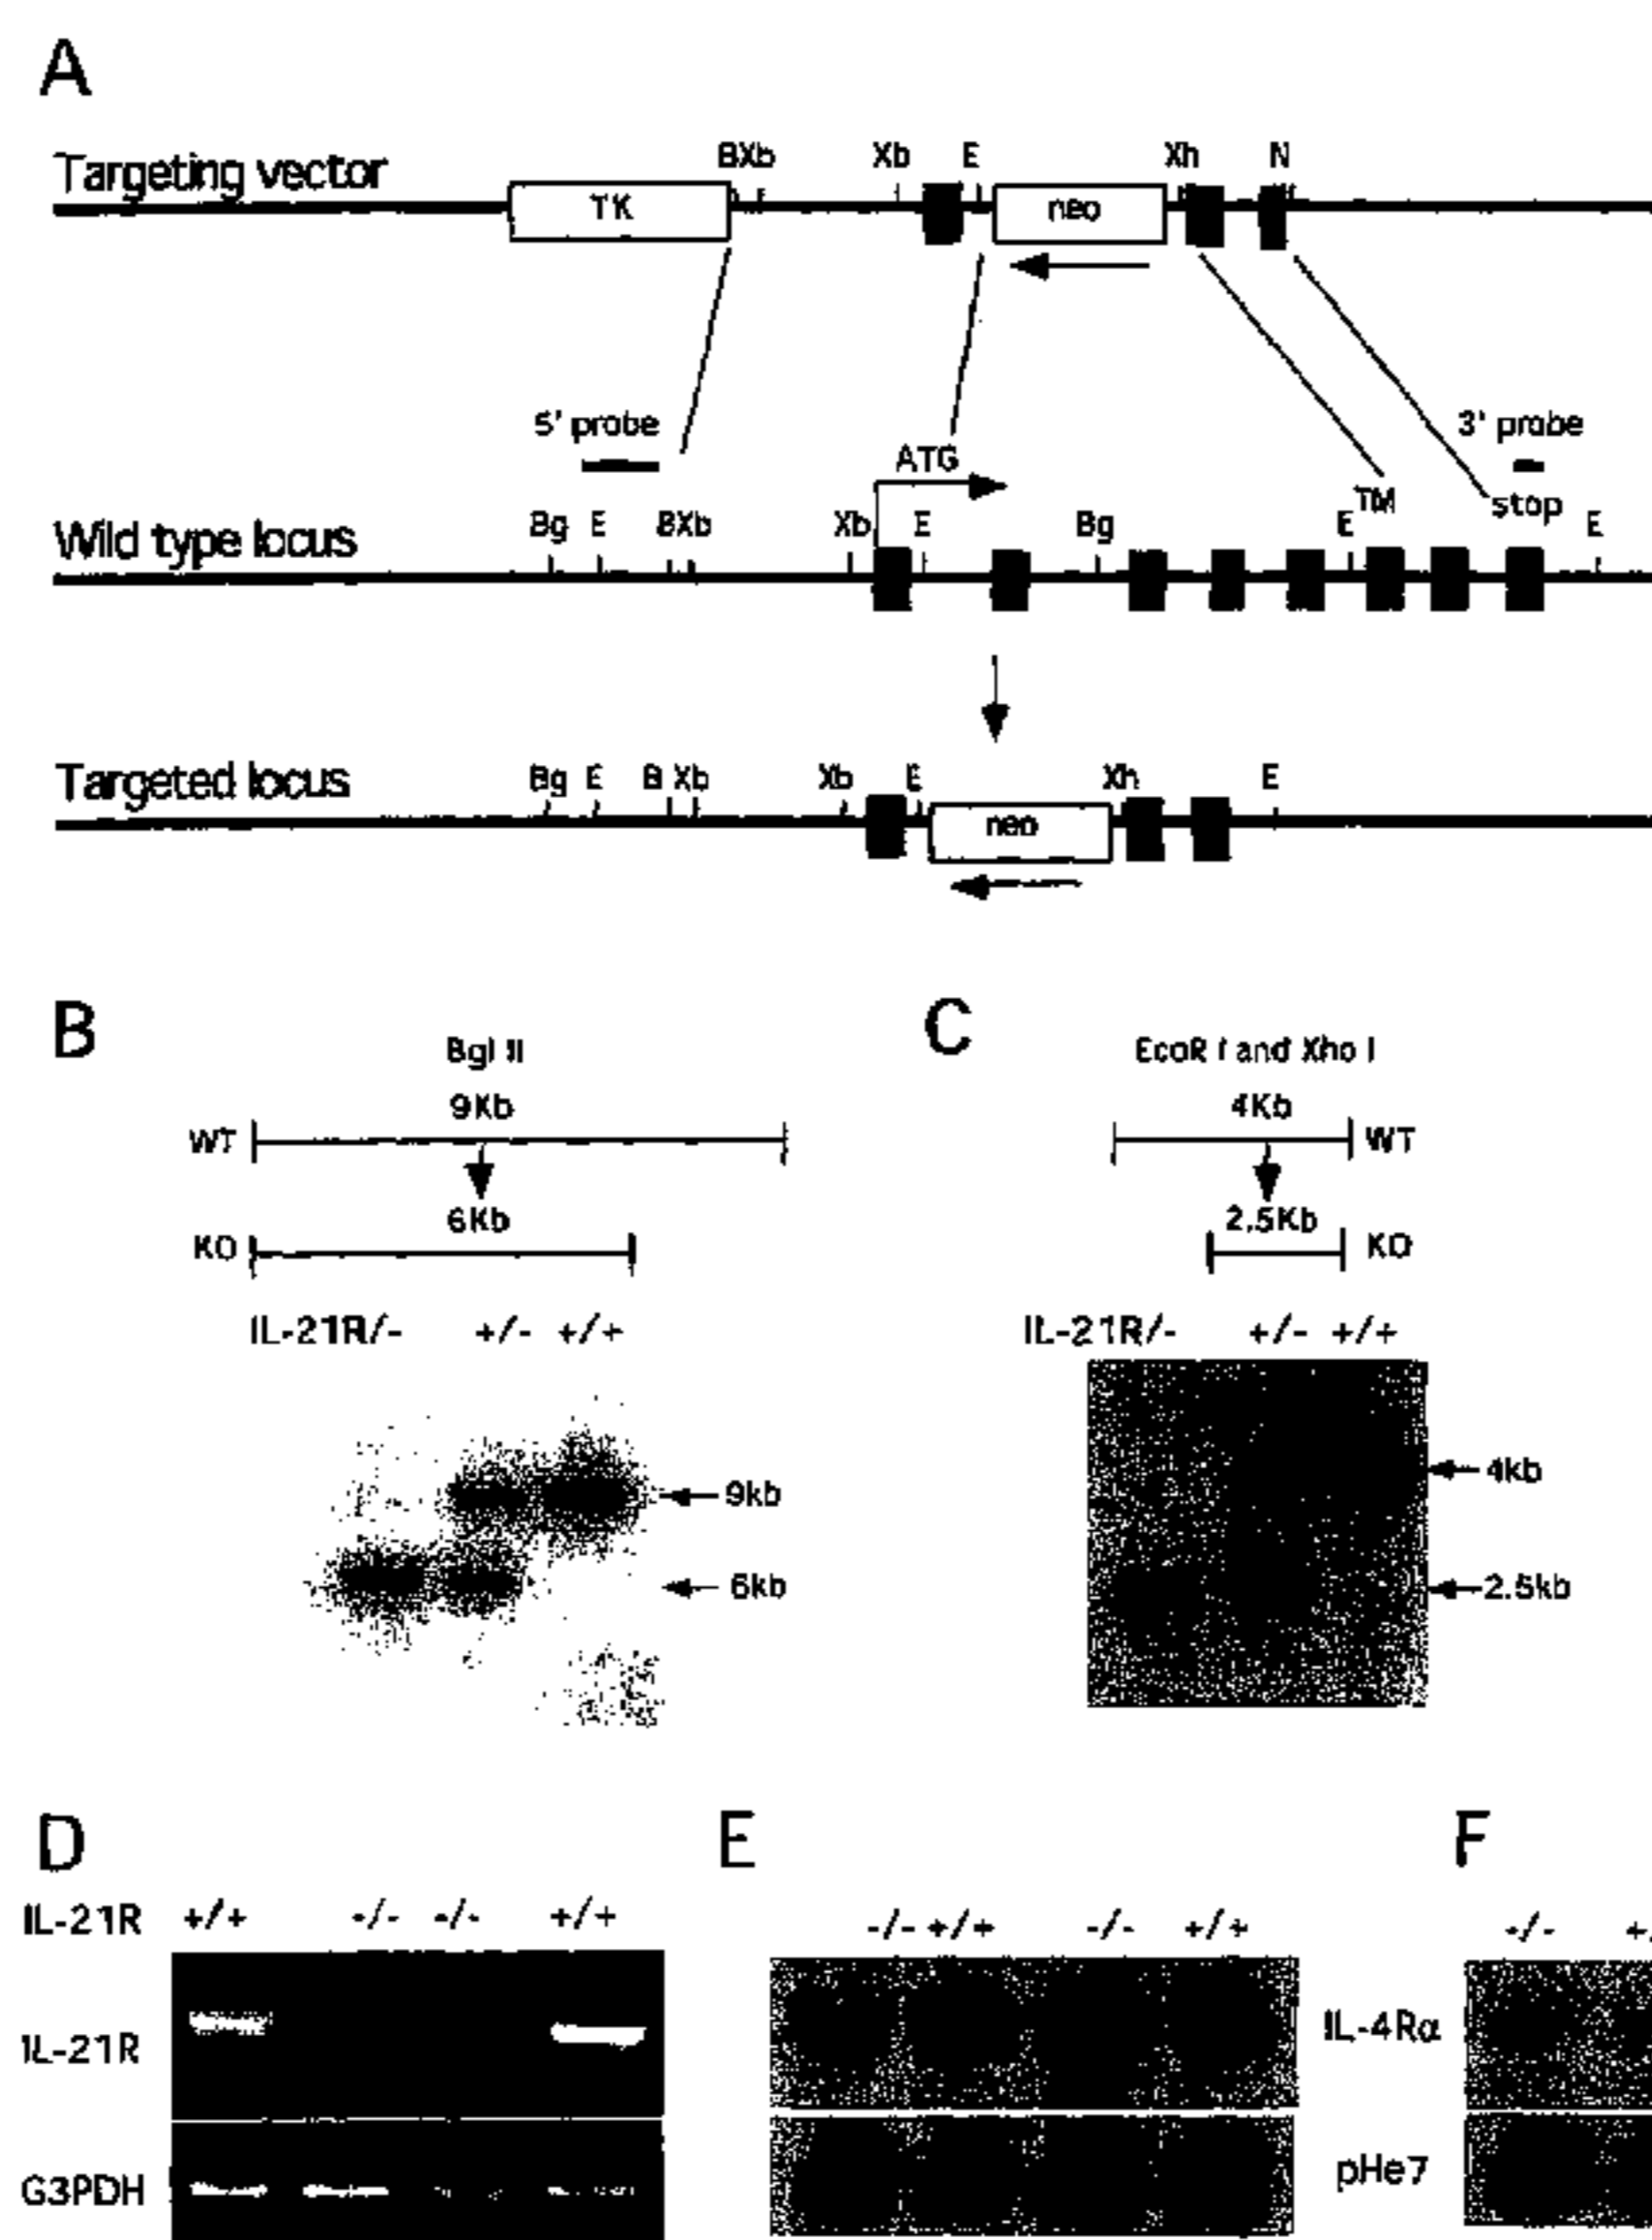 A
Targeting vector
BXb Xb E Xh N
TK neo
5' probe 3' probe
ATG
TM stop
Wild type locus
Bg E BXb Xb E Bg E E
Targeted locus
Bg E B Xb Xb E Xh E
neo
B
Bgl II
9Kb
WT
6Kb
KO
IL-21R/- +/- +/+
9kb
6kb
C
EcoR I and Xho I
4Kb
WT
2.5Kb
KO
IL-21R/- +/- +/+
4kb
2.5kb
D
IL-21R +/+ -/- -/- +/+
IL-21R
G3PDH
E
-/- +/+ -/- +/+
IL-4Rα
pHe7
F
-/- +